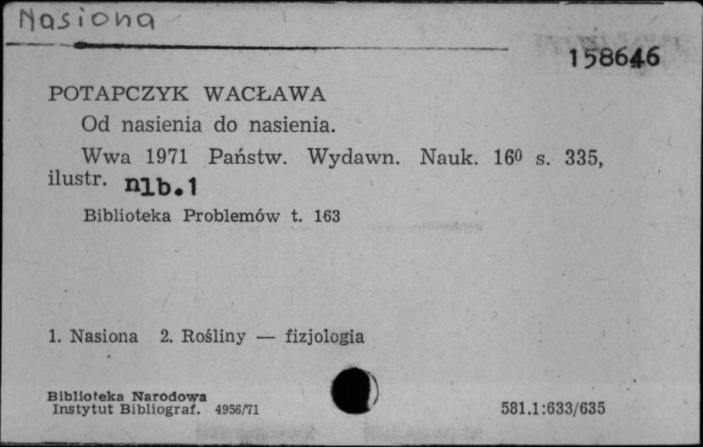 Nasiona
158646
POTAPCZYK WACŁAWA
Od nasienia do nasienia.
Wwa 1971 Państw. Wydawn. Nauk. 16⁰ s. 335,
ilustr. nlb. 1
Biblioteka Problemów t. 163
1. Nasiona 2. Rośliny — fizjologia
Biblioteka Narodowa
Instytut Bibliograf. 4956/71
581.1:633/635